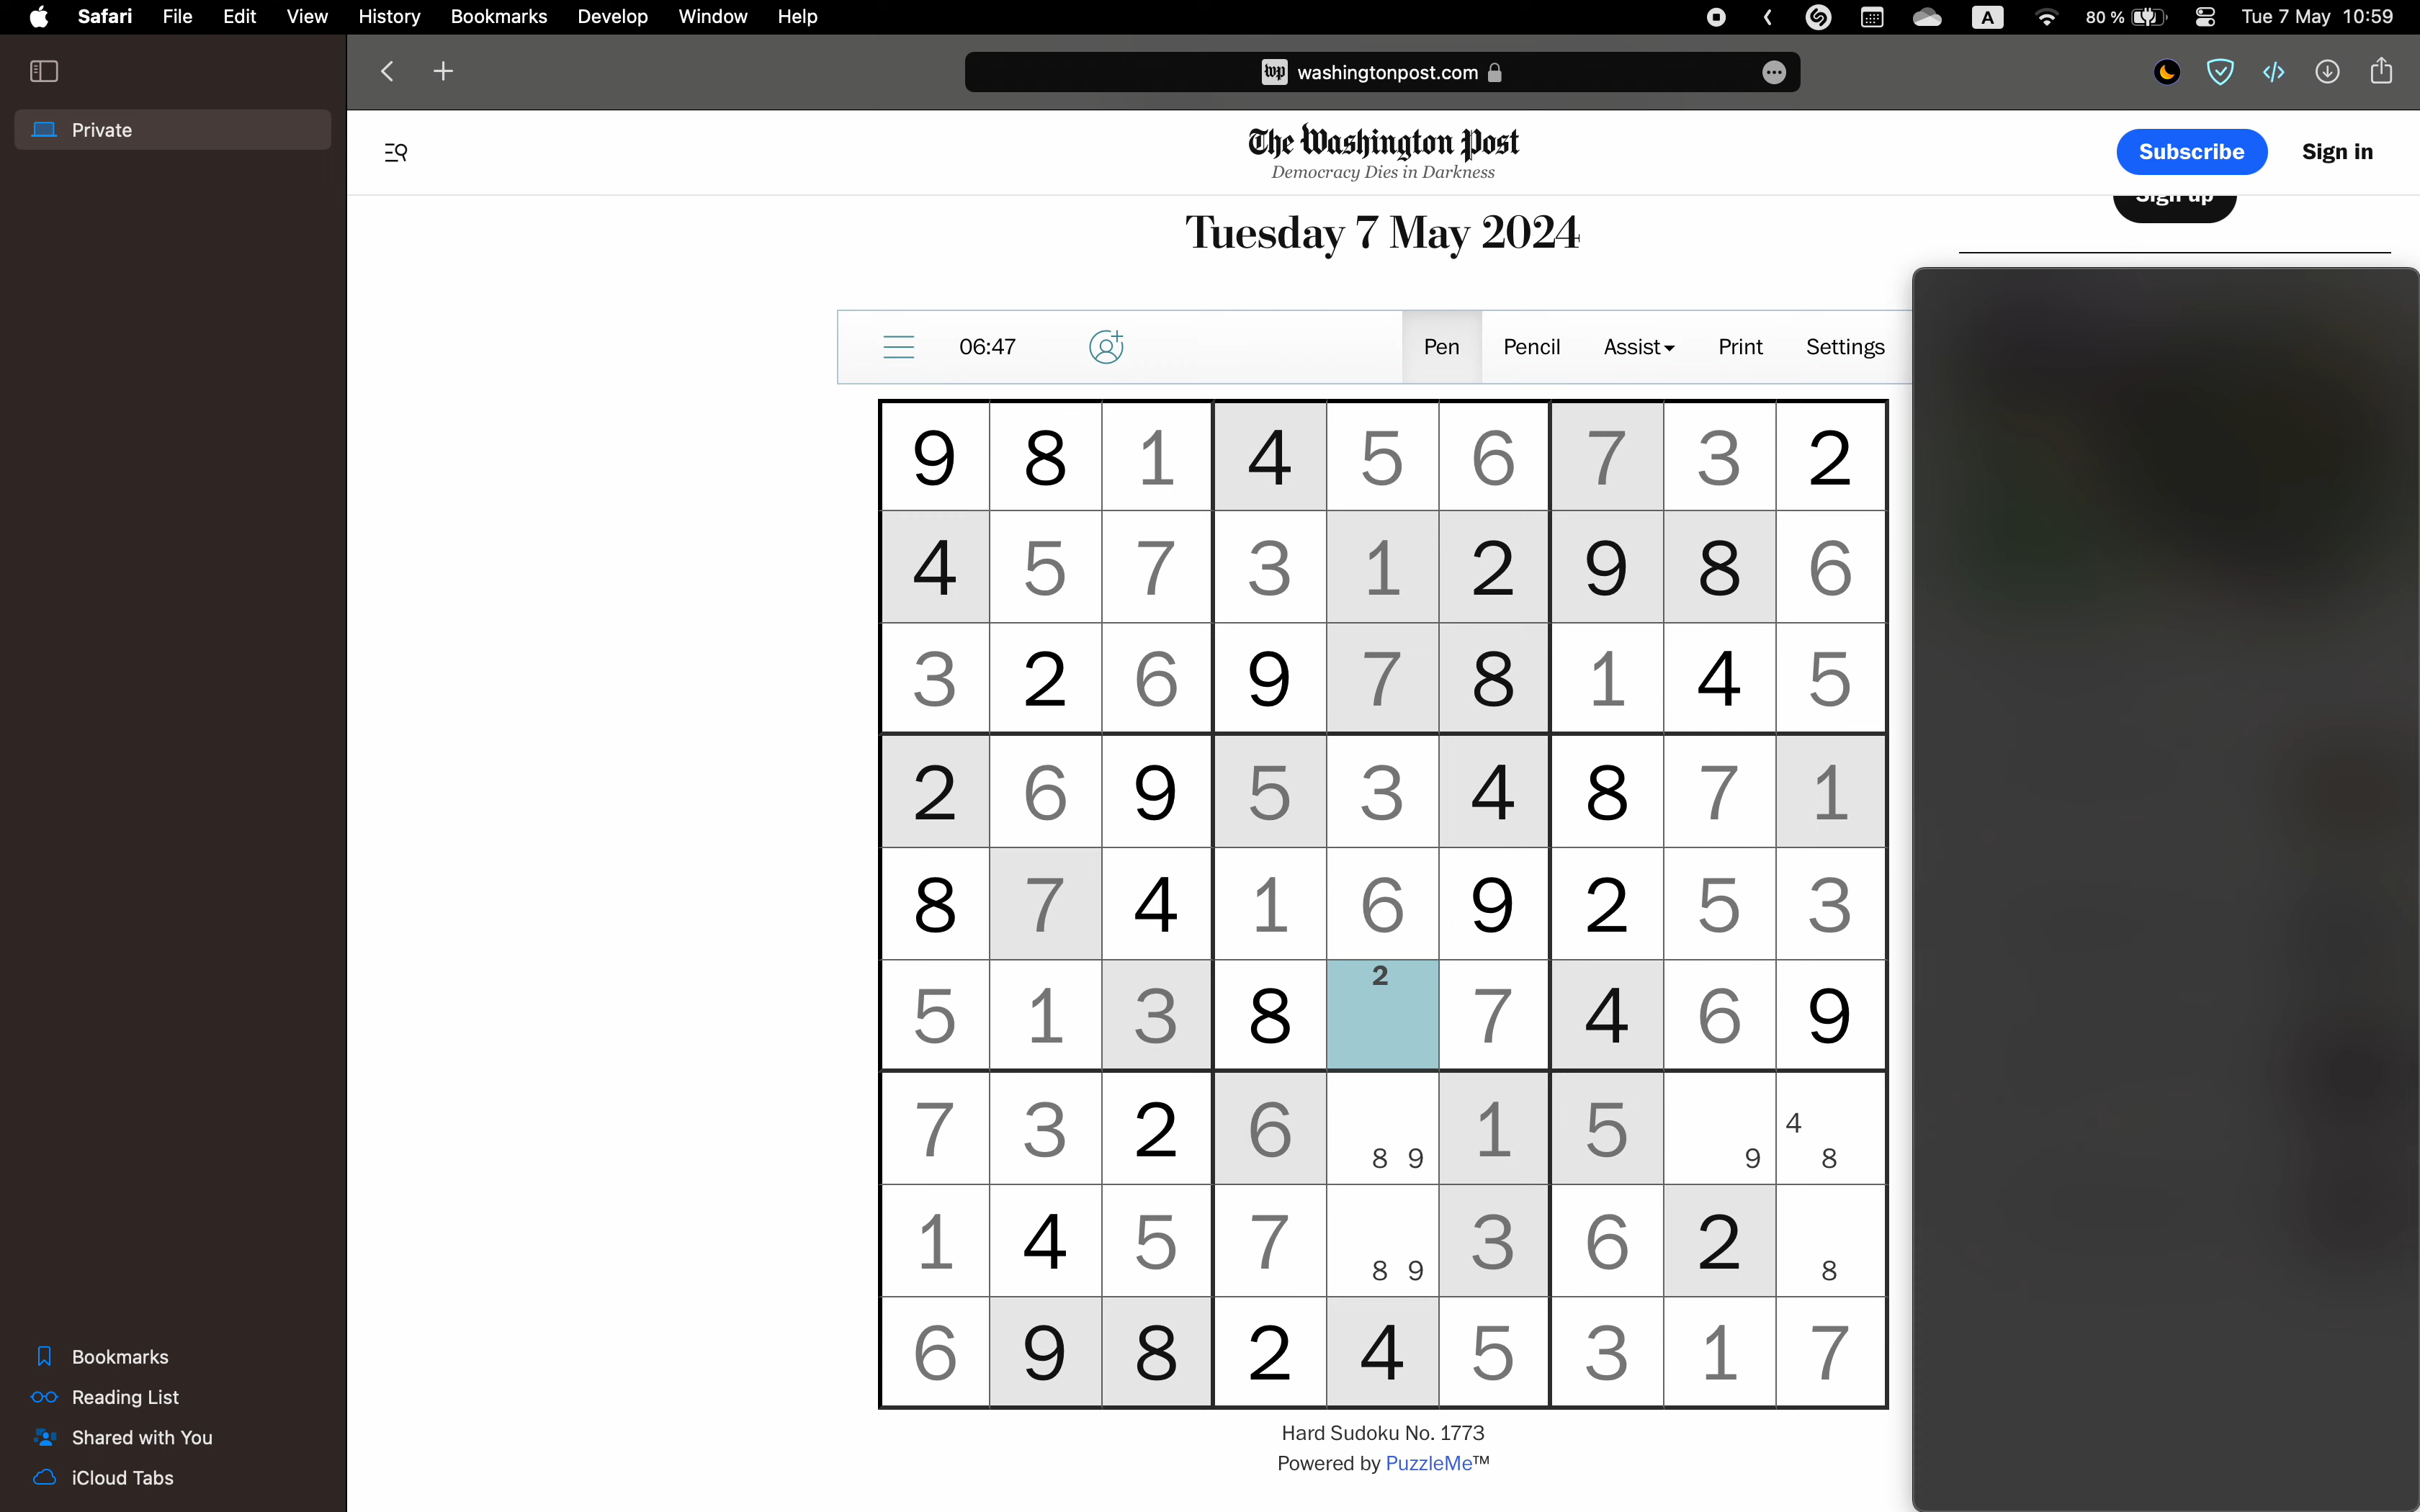 Safari File Edit View History Bookmarks Develop Window Help A 80 % Tue 7 May 10:59
wp washingtonpost.com
Private
The Washington Post
Democracy Dies in Darkness
Subscribe Sign in
Sign up
Tuesday 7 May 2024
06:47 Pen Pencil Assist Print Settings
9 8 1 4 5 6 7 3 2
4 5 7 3 1 2 9 8 6
3 2 6 9 7 8 1 4 5
2 6 9 5 3 4 8 7 1
8 7 4 1 6 9 2 5 3
2
5 1 3 8 7 4 6 9
4
7 3 2 6 8 9 1 5 9 8
1 4 5 7 8 9 3 6 2 8
6 9 8 2 4 5 3 1 7
Hard Sudoku No. 1773
Powered by PuzzleMe™
Bookmarks
Reading List
Shared with You
iCloud Tabs